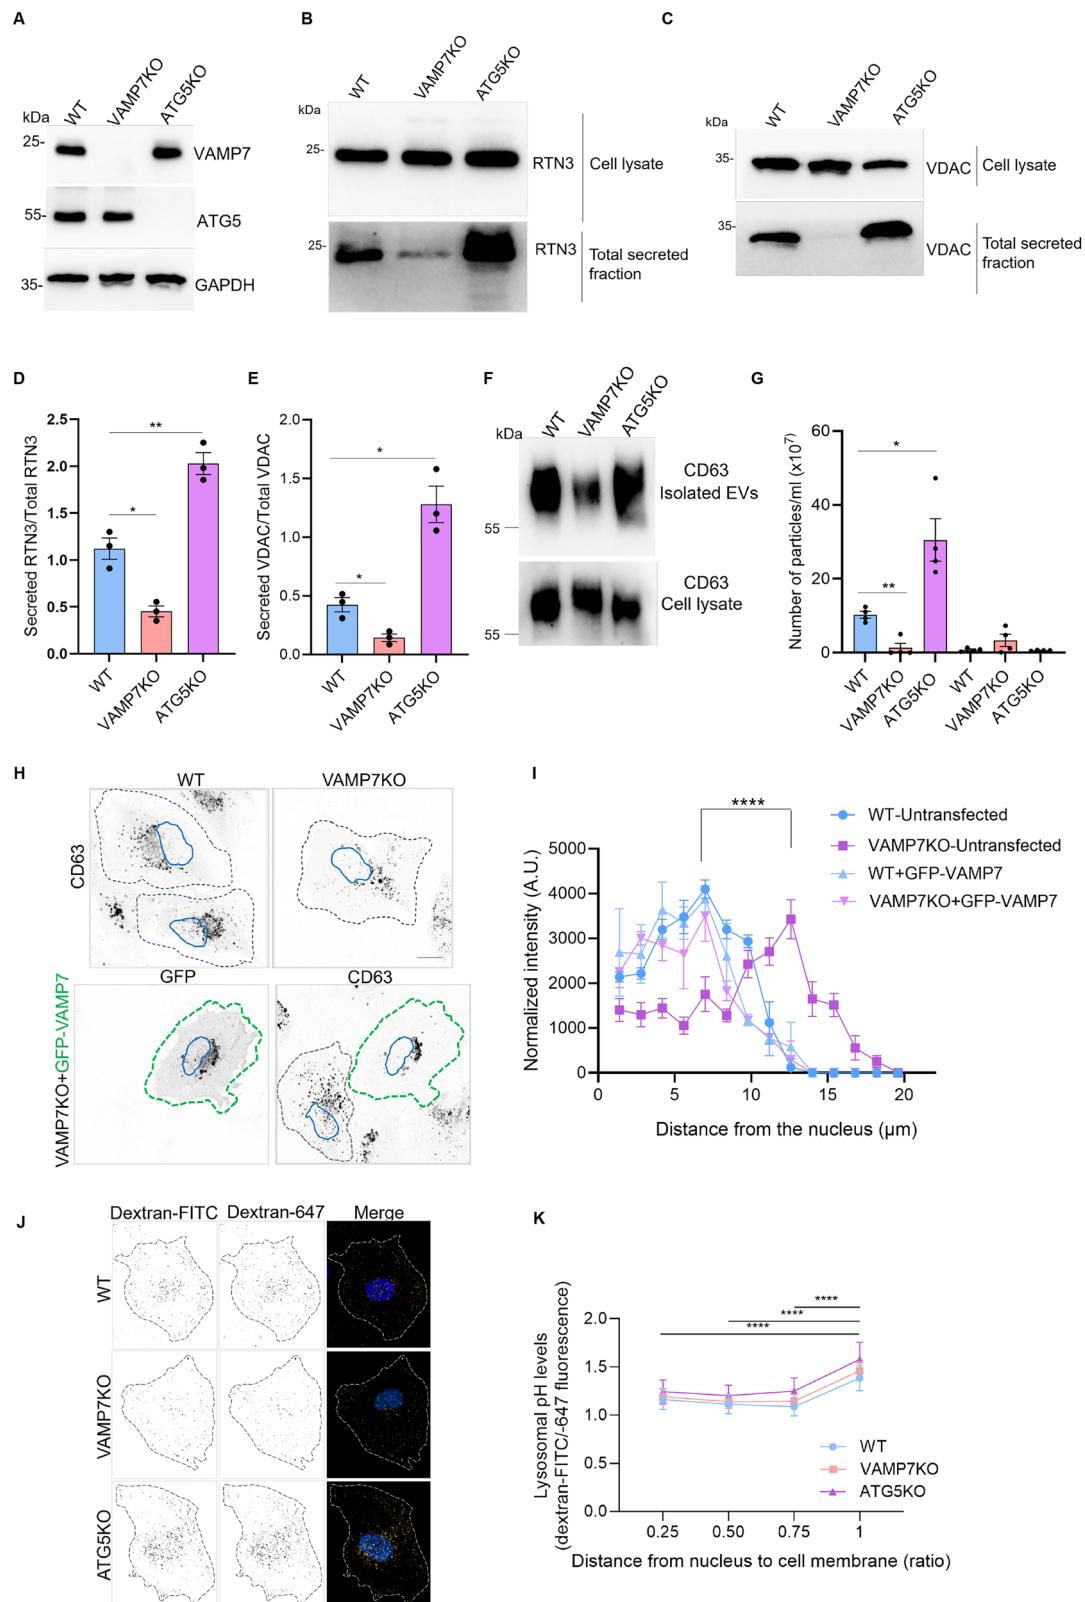 A
WT
VAMP7KO
ATG5KO
kDa
25-
VAMP7
55-
ATG5
35-
GAPDH
B
WT
VAMP7KO
ATG5KO
kDa
25-
RTN3
Cell lysate
25-
RTN3
Total secreted
fraction
C
WT
VAMP7KO
ATG5KO
kDa
35-
VDAC
Cell lysate
35-
VDAC
Total secreted
fraction
D
Secreted RTN3/Total RTN3
2.5
2.0
1.5
1.0
0.5
0.0
**
*
WT
VAMP7KO
ATG5KO
E
Secreted VDAC/Total VDAC
2.0
1.5
1.0
0.5
0.0
*
*
WT
VAMP7KO
ATG5KO
F
WT
VAMP7KO
ATG5KO
kDa
CD63
Isolated EVs
55
CD63
Cell lysate
55
G
Number of particles/ml (x10⁷)
60
40
20
0
*
**
WT
VAMP7KO
ATG5KO
WT
VAMP7KO
ATG5KO
H
WT
VAMP7KO
CD63
GFP
CD63
VAMP7KO+GFP-VAMP7
I
****
WT-Untransfected
VAMP7KO-Untransfected
WT+GFP-VAMP7
VAMP7KO+GFP-VAMP7
Normalized intensity (A.U.)
5000
4000
3000
2000
1000
0
0
5
10
15
20
Distance from the nucleus (µm)
J
Dextran-FITC
Dextran-647
Merge
WT
VAMP7KO
ATG5KO
K
Lysosomal pH levels
(dextran-FITC/-647 fluorescence)
2.0
1.5
1.0
0.5
0.0
****
****
****
WT
VAMP7KO
ATG5KO
0.25
0.50
0.75
1
Distance from nucleus to cell membrane (ratio)